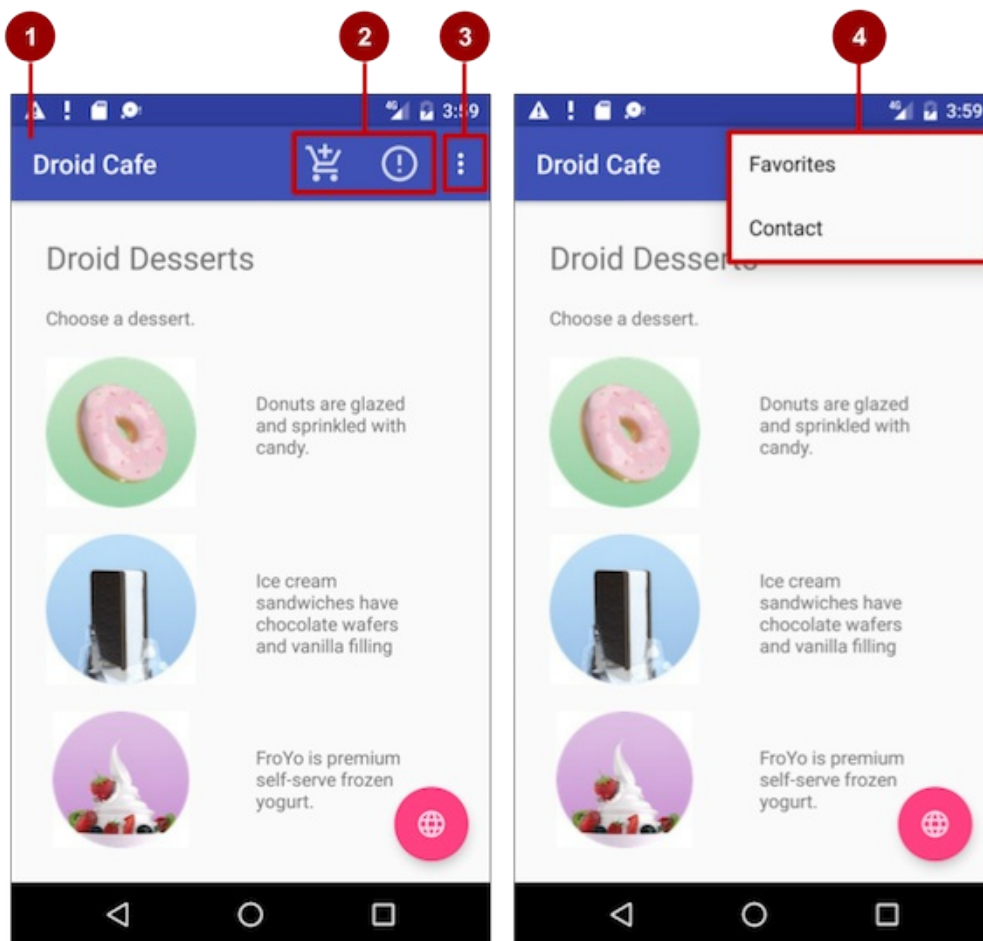 1
2
3
4
4G
3:59
Droid Cafe
Droid Desserts
Choose a dessert.
Donuts are glazed
and sprinkled with
candy.
Ice cream
sandwiches have
chocolate wafers
and vanilla filling
FroYo is premium
self-serve frozen
yogurt.
4G
3:59
Droid Cafe
Favorites
Contact
Droid Desserts
Choose a dessert.
Donuts are glazed
and sprinkled with
candy.
Ice cream
sandwiches have
chocolate wafers
and vanilla filling
FroYo is premium
self-serve frozen
yogurt.